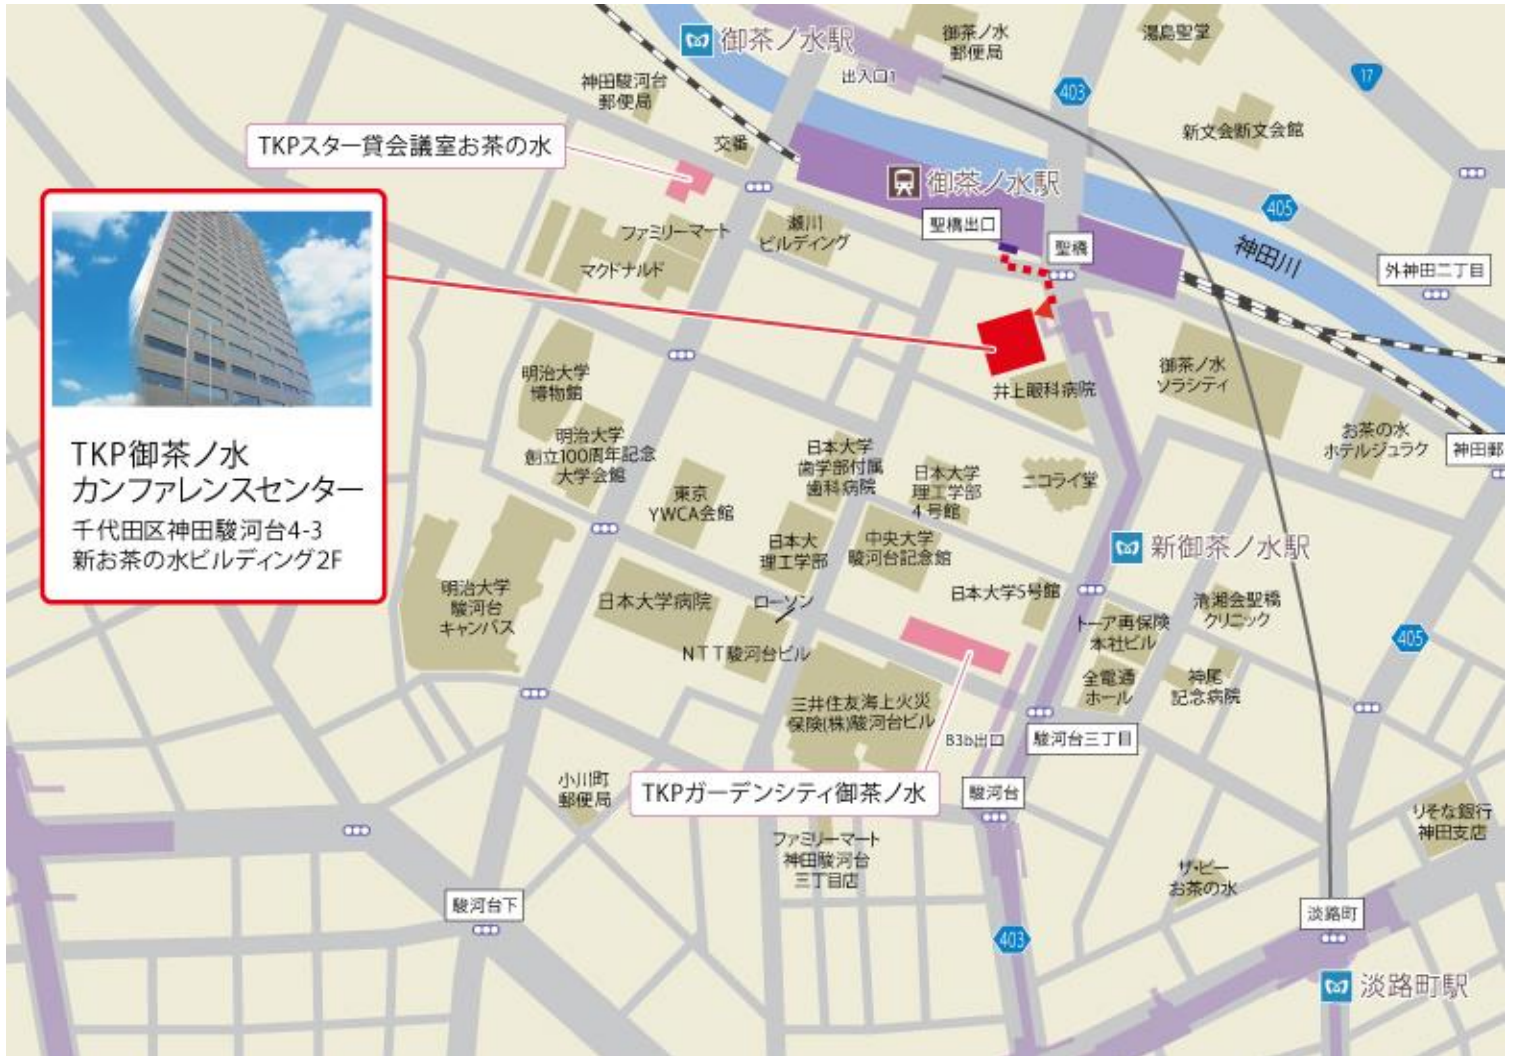 御茶ノ水駅
御茶ノ水
郵便局
湯島聖堂
出入口1
403
17
神田駿河台
郵便局
新文会新文会館
TKPスター貸会議室お茶の水
交番
御茶ノ水駅
405
聖橋出口
瀬川
ビルディング
ファミリーマート
マクドナルド
聖橋
神田川
外神田二丁目
TKP御茶ノ水
カンファレンスセンター
千代田区神田駿河台4-3
新お茶の水ビルディング2F
井上眼科病院
御茶ノ水
ソラシティ
明治大学
博物館
お茶の水
ホテルジュラク
神田郵
明治大学
創立100周年記念
大学会館
日本大学
歯学部付属
歯科病院
日本大学
理工学部
4号館
ニコライ堂
東京
YWCA会館
日本大
理工学部
中央大学
駿河台記念館
新御茶ノ水駅
明治大学
駿河台
キャンパス
日本大学病院
ローソン
日本大学5号館
トーア再保険
本社ビル
滝湘会聖橋
クリニック
405
NTT駿河台ビル
全電通
ホール
神尾
記念病院
三井住友海上火災
保険(株)駿河台ビル
B3b出口
駿河台三丁目
小川町
郵便局
TKPガーデンシティ御茶ノ水
駿河台
りそな銀行
神田支店
ファミリーマート
神田駿河台
三丁目店
ザ・ビー
お茶の水
駿河台下
淡路町
403
淡路町駅